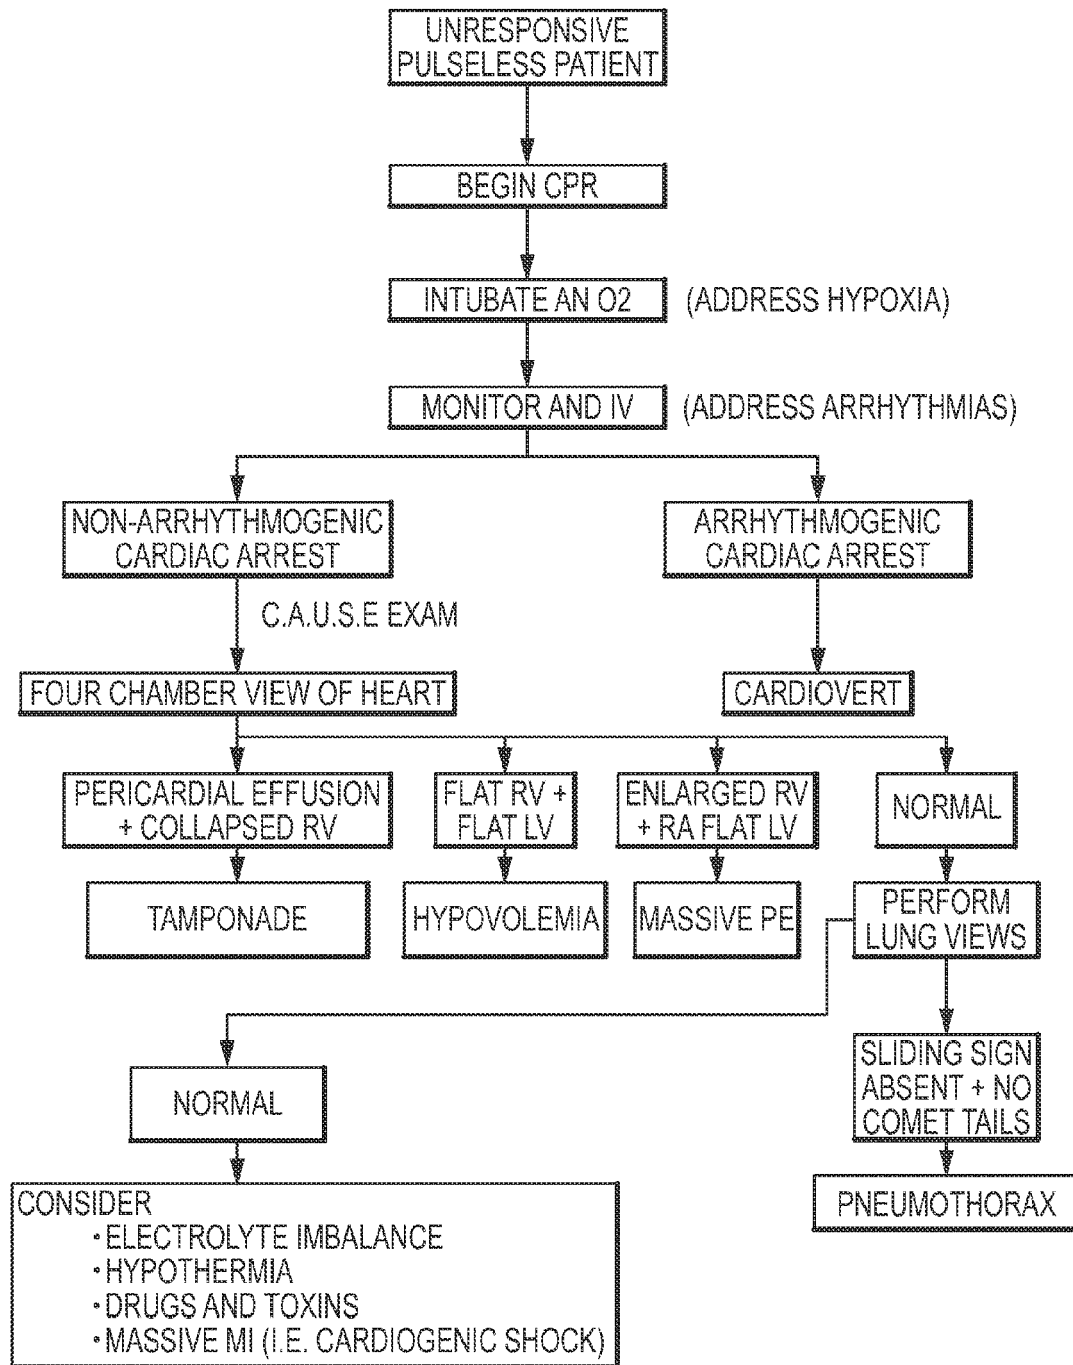 UNRESPONSIVE
PULSELESS PATIENT
BEGIN CPR
INTUBATE AN O2
(ADDRESS HYPOXIA)
MONITOR AND IV
(ADDRESS ARRHYTHMIAS)
NON-ARRHYTHMOGENIC
CARDIAC ARREST
ARRHYTHMOGENIC
CARDIAC ARREST
C.A.U.S.E EXAM
FOUR CHAMBER VIEW OF HEART
CARDIOVERT
PERICARDIAL EFFUSION
+ COLLAPSED RV
FLAT RV +
FLAT LV
ENLARGED RV
+ RA FLAT LV
NORMAL
TAMPONADE
HYPOVOLEMIA
MASSIVE PE
PERFORM
LUNG VIEWS
SLIDING SIGN
ABSENT + NO
COMET TAILS
NORMAL
PNEUMOTHORAX
CONSIDER
• ELECTROLYTE IMBALANCE
• HYPOTHERMIA
• DRUGS AND TOXINS
• MASSIVE MI (I.E. CARDIOGENIC SHOCK)